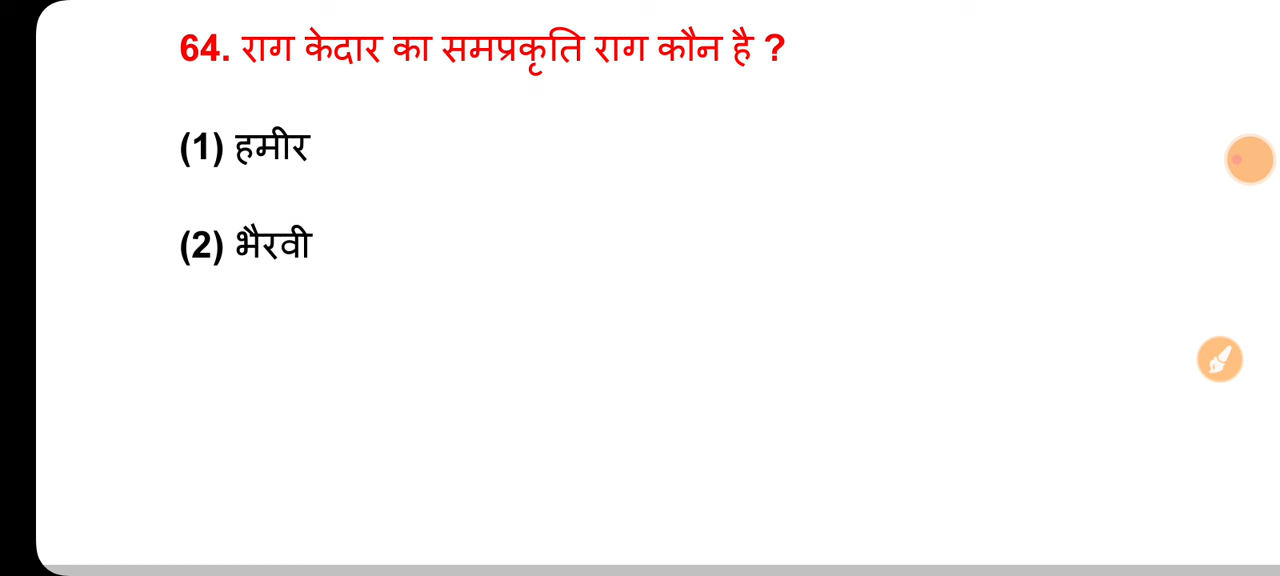 64. राग केदार का समप्रकृति राग कौन है ?
(1) हमीर
(2) भैरवी